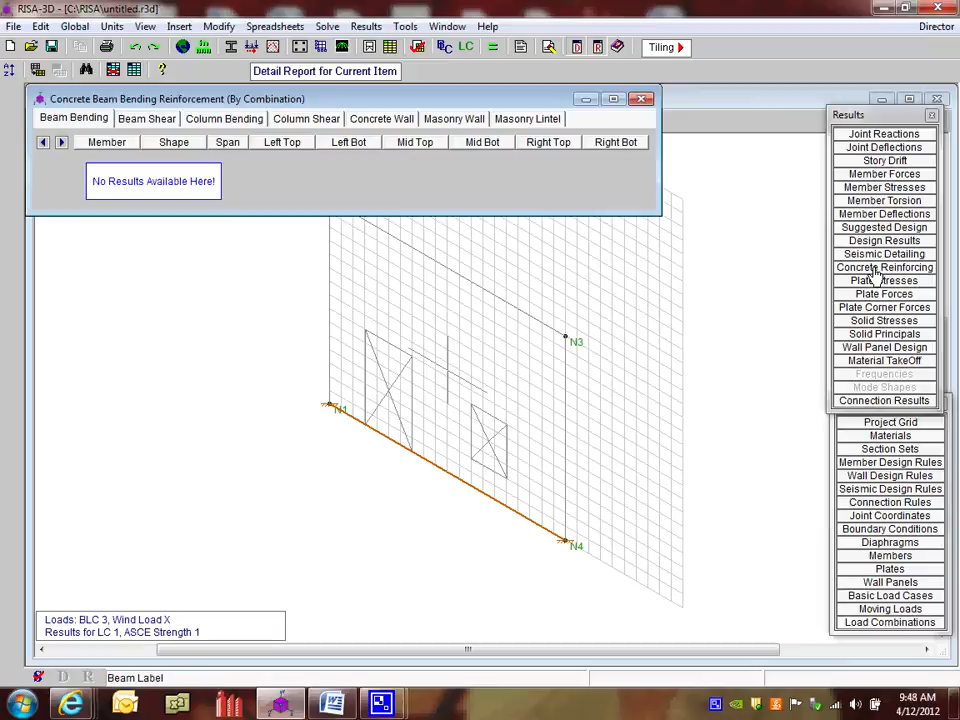 RISA-3D - [C:\RISA\untitled.r3d]
File Edit Global Units View Insert Modify Spreadsheets Solve Results Tools Window Help Director
BC LC = D R Tiling
Detail Report for Current Item
Concrete Beam Bending Reinforcement (By Combination)
Beam Bending Beam Shear Column Bending Column Shear Concrete Wall Masonry Wall Masonry Lintel
Member Shape Span Left Top Left Bot Mid Top Mid Bot Right Top Right Bot
No Results Available Here!
Results
Joint Reactions
Joint Deflections
Story Drift
Member Forces
Member Stresses
Member Torsion
Member Deflections
Suggested Design
Design Results
Seismic Detailing
Concrete Reinforcing
Plate Stresses
Plate Forces
Plate Corner Forces
Solid Stresses
Solid Principals
Wall Panel Design
Material TakeOff
Frequencies
Mode Shapes
Connection Results
Project Grid
Materials
Section Sets
Member Design Rules
Wall Design Rules
Seismic Design Rules
Connection Rules
Joint Coordinates
Boundary Conditions
Diaphragms
Members
Plates
Wall Panels
Basic Load Cases
Moving Loads
Load Combinations
N3
N1
N4
Loads: BLC 3, Wind Load X
Results for LC 1, ASCE Strength 1
D R Beam Label
9:48 AM
4/12/2012